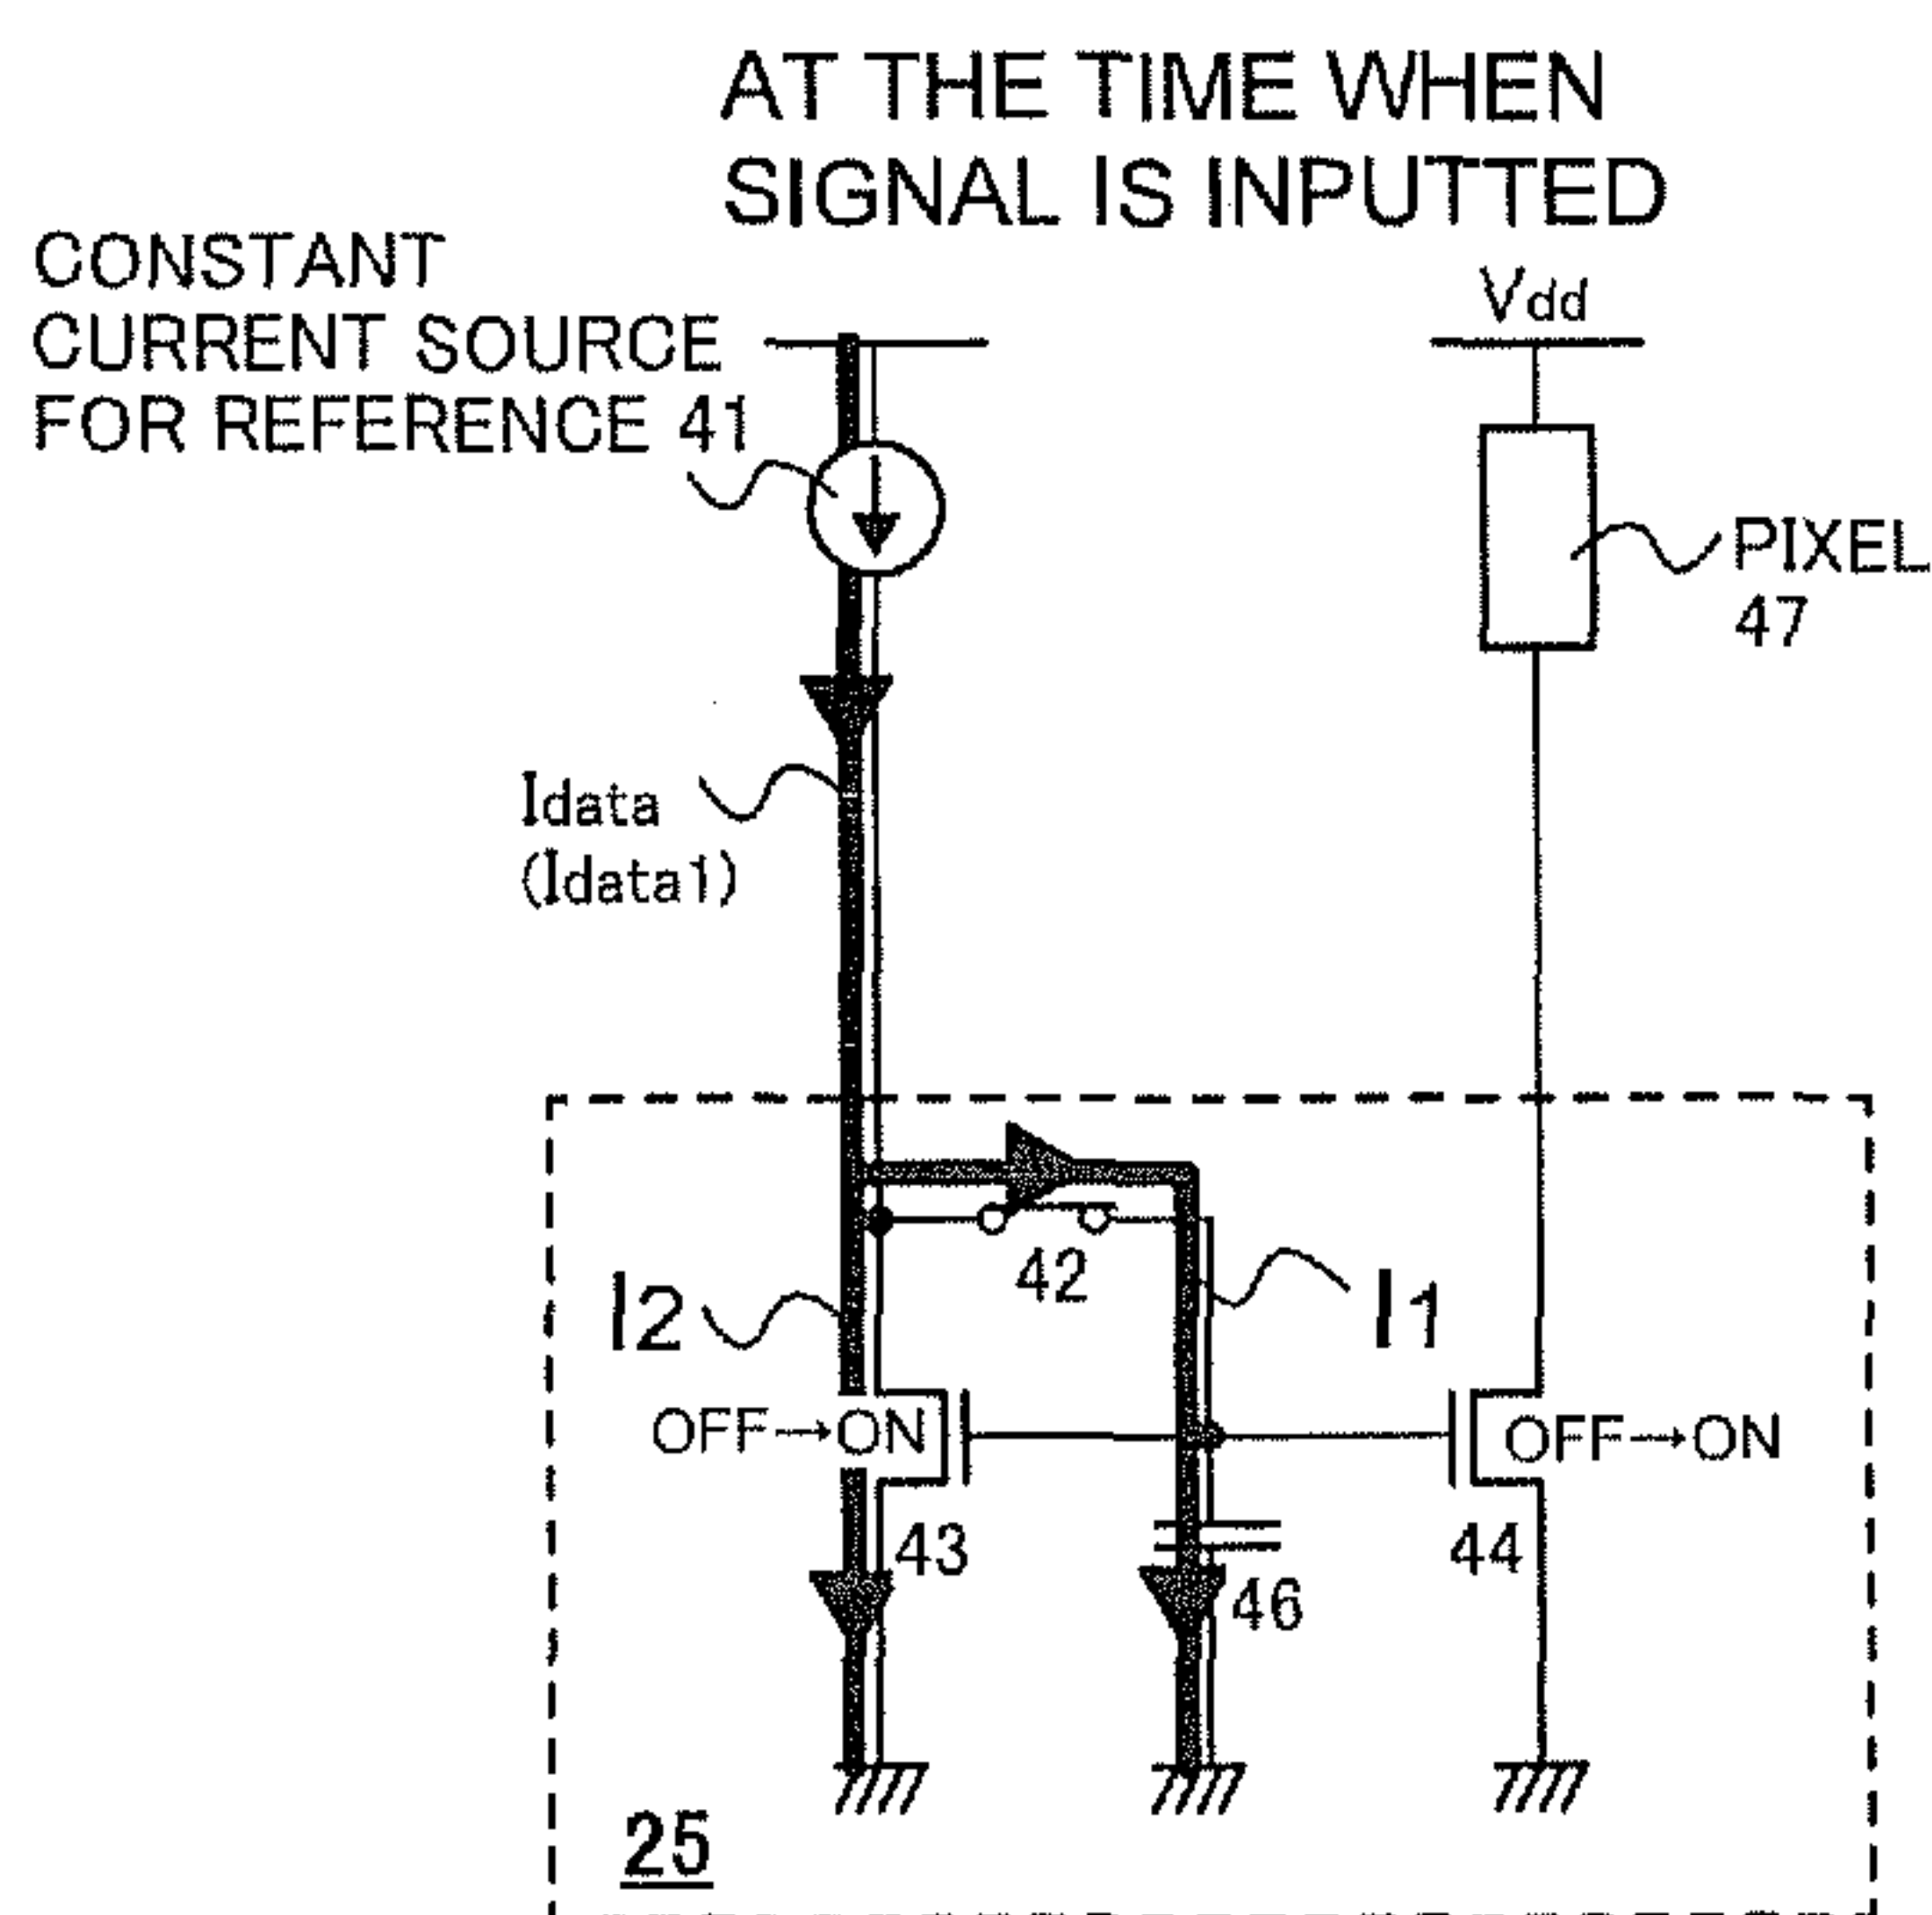 AT THE TIME WHEN
SIGNAL IS INPUTTED
CONSTANT
CURRENT SOURCE
FOR REFERENCE 41
Vdd
PIXEL
47
Idata
(Idata1)
42
I2
I1
OFF→ON
OFF→ON
43
44
46
25